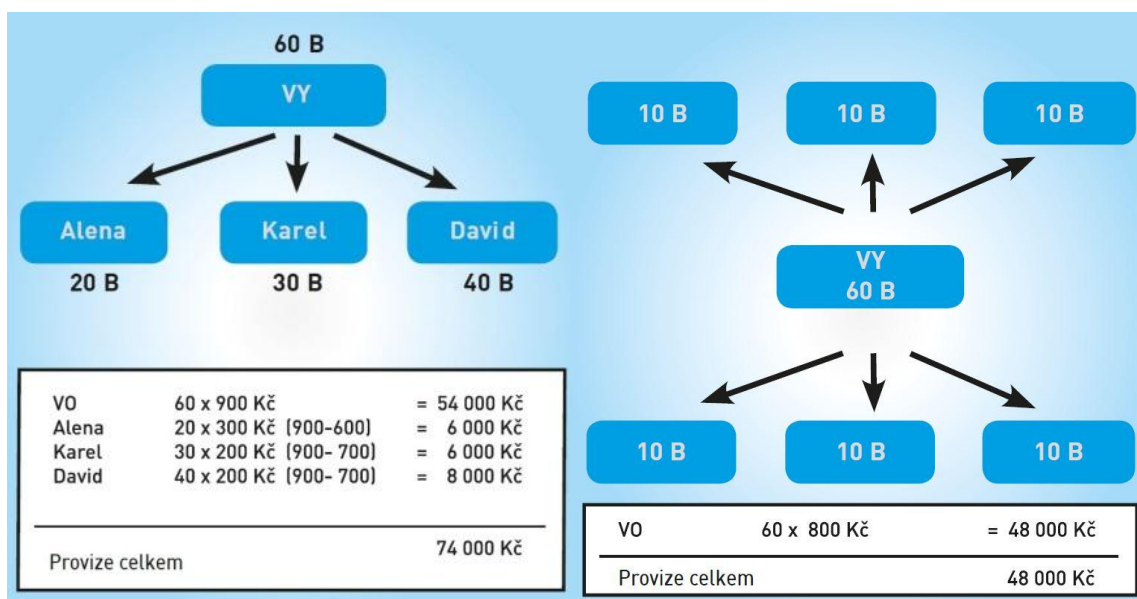 60 B
VY
Alena Karel David
20 B 30 B 40 B
VO 60 x 900 Kč = 54 000 Kč
Alena 20 x 300 Kč (900-600) = 6 000 Kč
Karel 30 x 200 Kč (900- 700) = 6 000 Kč
David 40 x 200 Kč (900- 700) = 8 000 Kč
Provize celkem 74 000 Kč
10 B 10 B 10 B
VY
60 B
10 B 10 B 10 B
VO 60 x 800 Kč = 48 000 Kč
Provize celkem 48 000 Kč